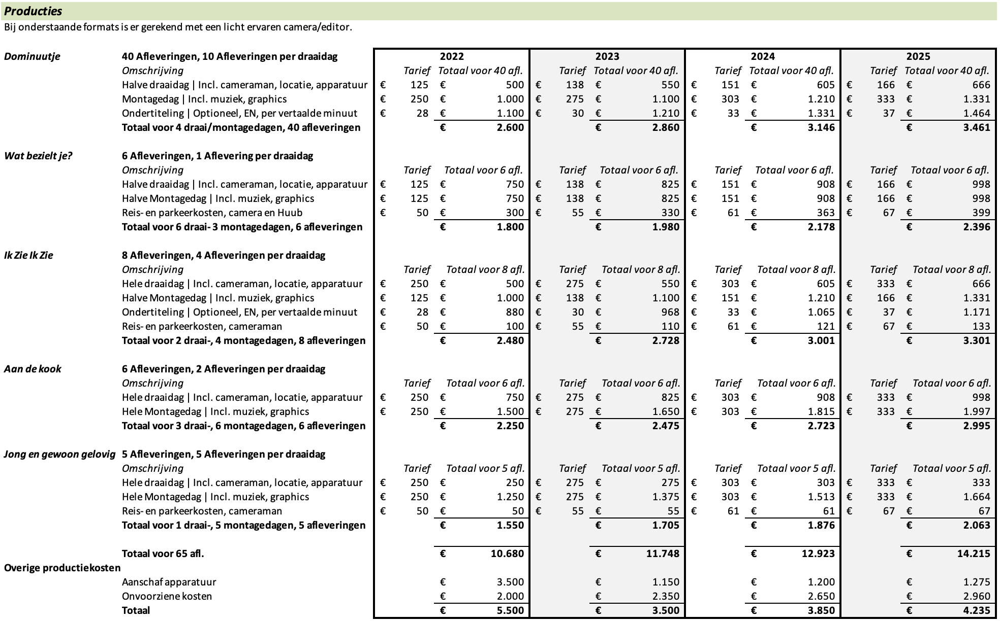 Producties
Bij onderstaande formats is er gerekend met een licht ervaren camera/editor.
Dominuutje 40 Afleveringen, 10 Afleveringen per draaidag 2022 2023 2024 2025
Omschrijving Tarief Totaal voor 40 afl. Tarief Totaal voor 40 afl. Tarief Totaal voor 40 afl. Tarief Totaal voor 40 afl.
Halve draaidag | Incl. cameraman, locatie, apparatuur € 125 € 500 € 138 € 550 € 151 € 605 € 166 € 666
Montagedag | Incl. muziek, graphics € 250 € 1.000 € 275 € 1.100 € 303 € 1.210 € 333 € 1.331
Ondertiteling | Optioneel, EN, per vertaalde minuut € 28 € 1.100 € 30 € 1.210 € 33 € 1.331 € 37 € 1.464
Totaal voor 4 draai/montagedagen, 40 afleveringen € 2.600 € 2.860 € 3.146 € 3.461
Wat bezielt je? 6 Afleveringen, 1 Aflevering per draaidag
Omschrijving Tarief Totaal voor 6 afl. Tarief Totaal voor 6 afl. Tarief Totaal voor 6 afl. Tarief Totaal voor 6 afl.
Halve draaidag | Incl. cameraman, locatie, apparatuur € 125 € 750 € 138 € 825 € 151 € 908 € 166 € 998
Halve Montagedag | Incl. muziek, graphics € 125 € 750 € 138 € 825 € 151 € 908 € 166 € 998
Reis- en parkeerkosten, camera en Huub € 50 € 300 € 55 € 330 € 61 € 363 € 67 € 399
Totaal voor 6 draai- 3 montagedagen, 6 afleveringen € 1.800 € 1.980 € 2.178 € 2.396
Ik Zie Ik Zie 8 Afleveringen, 4 Afleveringen per draaidag
Omschrijving Tarief Totaal voor 8 afl. Tarief Totaal voor 8 afl. Tarief Totaal voor 8 afl. Tarief Totaal voor 8 afl.
Hele draaidag | Incl. cameraman, locatie, apparatuur € 250 € 500 € 275 € 550 € 303 € 605 € 333 € 666
Halve Montagedag | Incl. muziek, graphics € 125 € 1.000 € 138 € 1.100 € 151 € 1.210 € 166 € 1.331
Ondertiteling | Optioneel, EN, per vertaalde minuut € 28 € 880 € 30 € 968 € 33 € 1.065 € 37 € 1.171
Reis- en parkeerkosten, cameraman € 50 € 100 € 55 € 110 € 61 € 121 € 67 € 133
Totaal voor 2 draai-, 4 montagedagen, 8 afleveringen € 2.480 € 2.728 € 3.001 € 3.301
Aan de kook 6 Afleveringen, 2 Afleveringen per draaidag
Omschrijving Tarief Totaal voor 6 afl. Tarief Totaal voor 6 afl. Tarief Totaal voor 6 afl. Tarief Totaal voor 6 afl.
Hele draaidag | Incl. cameraman, locatie, apparatuur € 250 € 750 € 275 € 825 € 303 € 908 € 333 € 998
Hele Montagedag | Incl. muziek, graphics € 250 € 1.500 € 275 € 1.650 € 303 € 1.815 € 333 € 1.997
Totaal voor 3 draai-, 6 montagedagen, 6 afleveringen € 2.250 € 2.475 € 2.723 € 2.995
Jong en gewoon gelovig 5 Afleveringen, 5 Afleveringen per draaidag
Omschrijving Tarief Totaal voor 5 afl. Tarief Totaal voor 5 afl. Tarief Totaal voor 5 afl. Tarief Totaal voor 5 afl.
Hele draaidag | Incl. cameraman, locatie, apparatuur € 250 € 250 € 275 € 275 € 303 € 303 € 333 € 333
Hele Montagedag | Incl. muziek, graphics € 250 € 1.250 € 275 € 1.375 € 303 € 1.513 € 333 € 1.664
Reis- en parkeerkosten, cameraman € 50 € 50 € 55 € 55 € 61 € 61 € 67 € 67
Totaal voor 1 draai-, 5 montagedagen, 5 afleveringen € 1.550 € 1.705 € 1.876 € 2.063
Totaal voor 65 afl. € 10.680 € 11.748 € 12.923 € 14.215
Overige productiekosten
Aanschaf apparatuur € 3.500 € 1.150 € 1.200 € 1.275
Onvoorziene kosten € 2.000 € 2.350 € 2.650 € 2.960
Totaal € 5.500 € 3.500 € 3.850 € 4.235